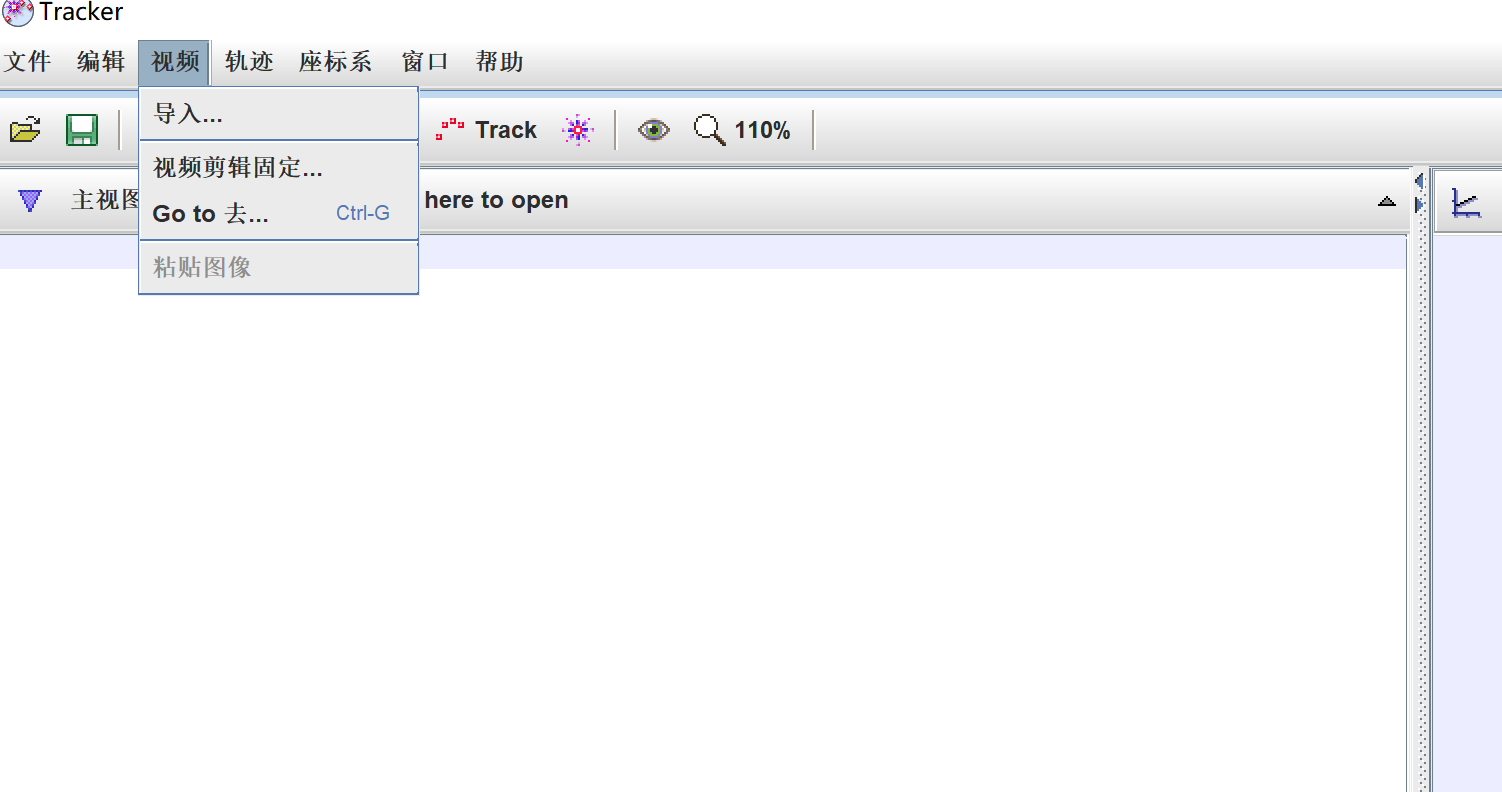 Tracker
文件 编辑 视频 轨迹 座标系 窗口 帮助
导入...
Track 110%
视频剪辑固定...
主视图 here to open
Go to 去... Ctrl-G
粘贴图像